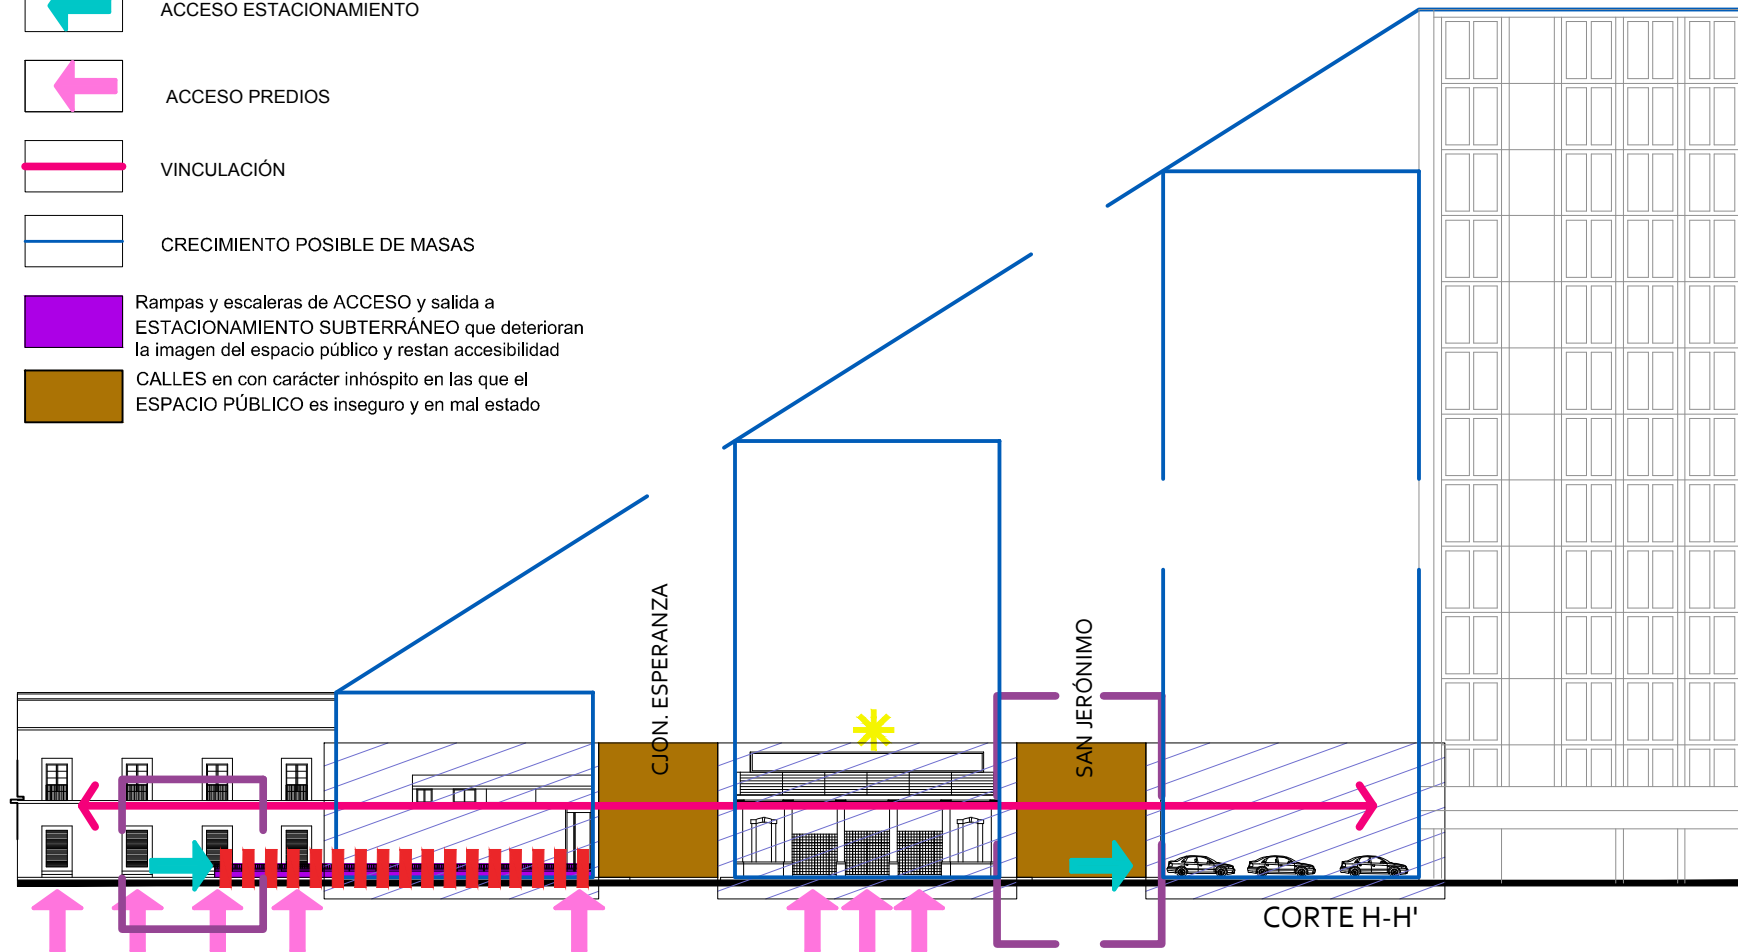 ACCESO ESTACIONAMIENTO
ACCESO PREDIOS
VINCULACIÓN
CRECIMIENTO POSIBLE DE MASAS
Rampas y escaleras de ACCESO y salida a
ESTACIONAMIENTO SUBTERRÁNEO que deterioran
la imagen del espacio público y restan accesibilidad
CALLES en con carácter inhóspito en las que el
ESPACIO PÚBLICO es inseguro y en mal estado
CJON. ESPERANZA
SAN JERÓNIMO
CORTE H-H'